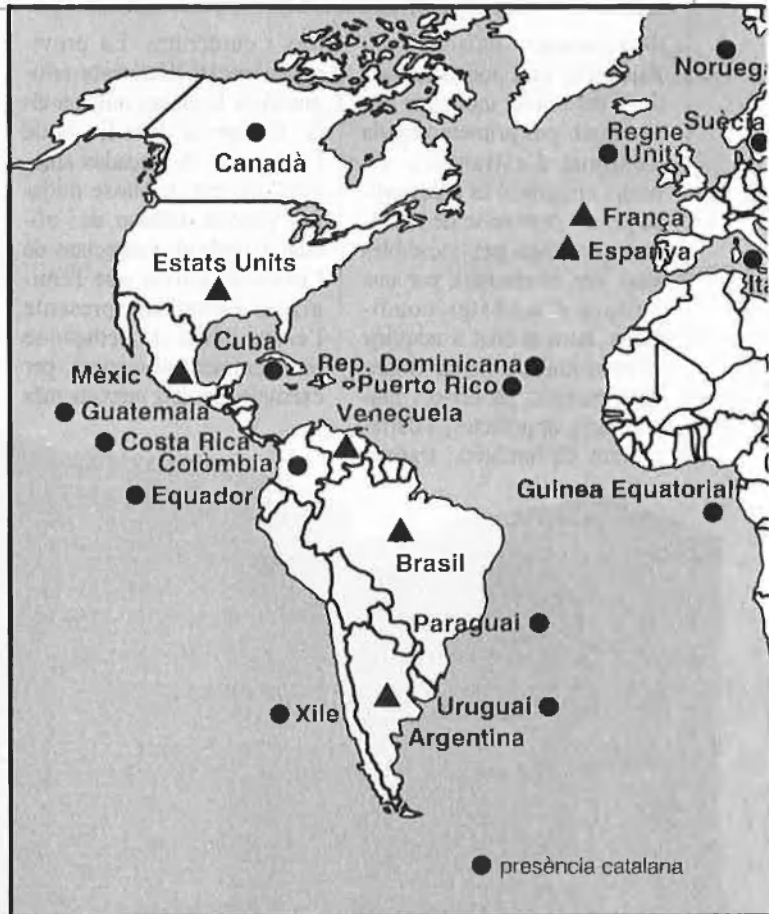 Noruega
Suècia
Regne
Unit
Canadà
França
Espanya
Estats Units
Cuba
Rep. Dominicana
Mèxic
Puerto Rico
Guatemala
Veneçuela
Costa Rica
Colòmbia
Equador
Guinea Equatorial
Brasil
Paraguai
Xile
Uruguai
Argentina
presència catalana